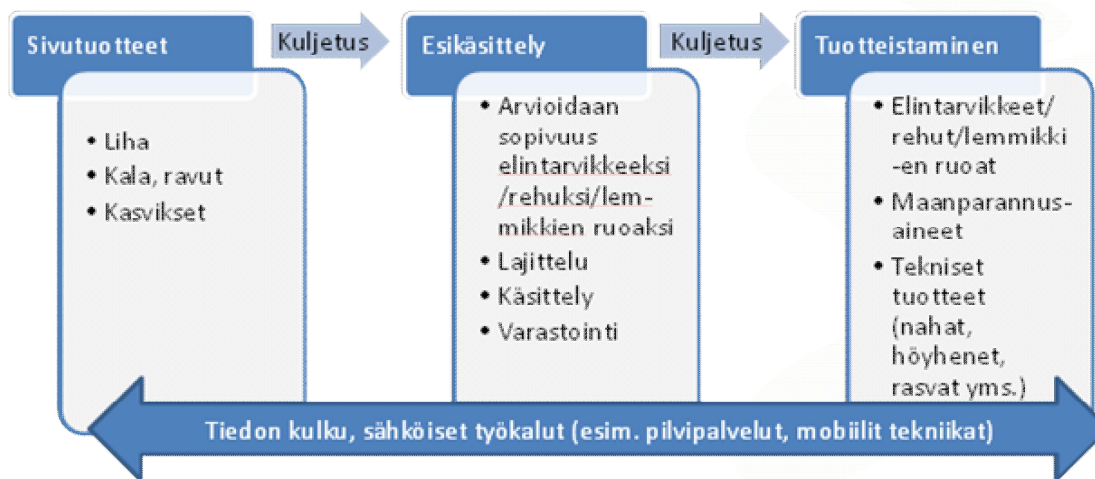 Sivutuotteet
Kuljetus
Esikäsittely
Kuljetus
Tuotteistaminen
• Liha
• Kala, ravut
• Kasvikset
• Arvioidaan
sopivuus
elintarvikkeeksi
/rehuksi/lem-
mikkien ruoaksi
• Lajittelu
• Käsittely
• Varastointi
• Elintarvikkeet/
rehut/lemmikki
-en ruoat
• Maanparannus-
aineet
• Tekniset
tuotteet
(nahat,
höyhenet,
rasvat yms.)
Tiedon kulku, sähköiset työkalut (esim. pilvipalvelut, mobiilit tekniikat)